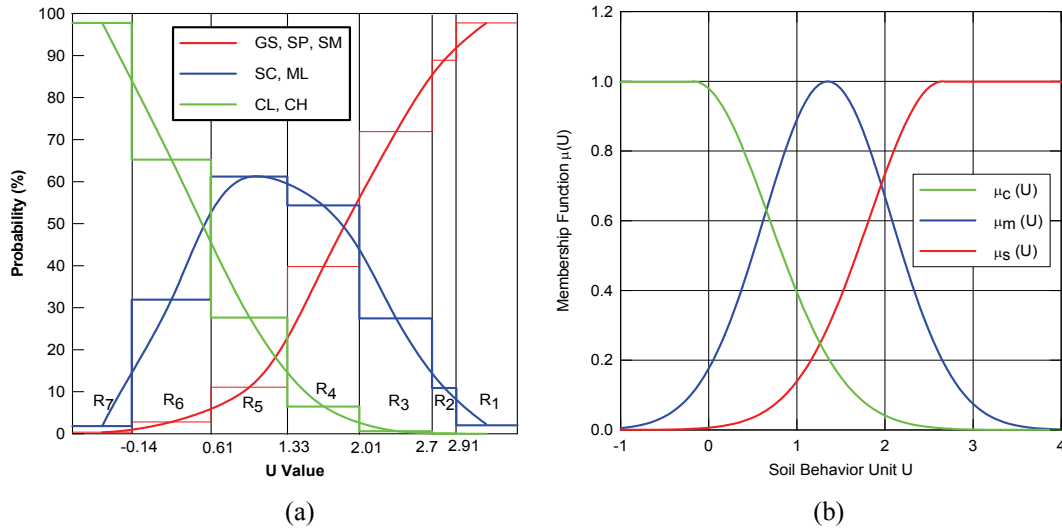 100
90
80
70
60
50
40
30
20
10
0
Probability (%)
GS, SP, SM
SC, ML
CL, CH
R7
R6
R5
R4
R3
R2
R1
-0.14 0.61 1.33 2.01 2.7 2.91
U Value
(a)
1.2
1.0
0.8
0.6
0.4
0.2
0.0
Membership Function μ(U)
μc (U)
μm (U)
μs (U)
-1 0 1 2 3 4
Soil Behavior Unit U
(b)